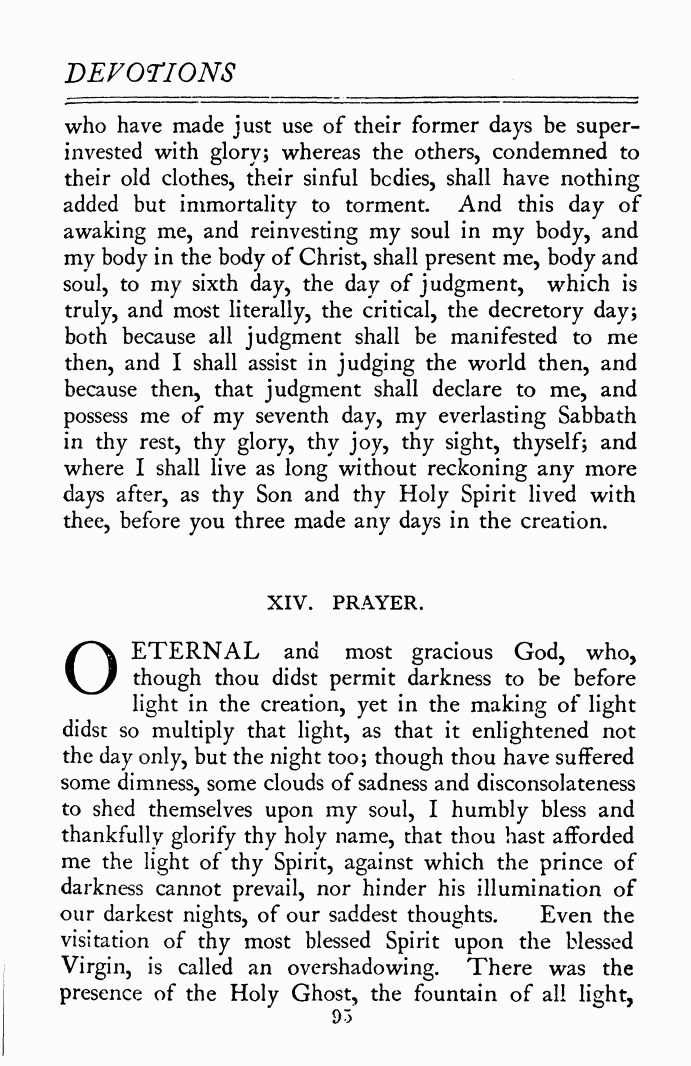 DEVOTIONS
who have made just use of their former days be super-
invested with glory; whereas the others, condemned to
their old clothes, their sinful bodies, shall have nothing
added but immortality to torment. And this day of
awaking me, and reinvesting my soul in my body, and
my body in the body of Christ, shall present me, body and
soul, to my sixth day, the day of judgment, which is
truly, and most literally, the critical, the decretory day;
both because all judgment shall be manifested to me
then, and I shall assist in judging the world then, and
because then, that judgment shall declare to me, and
possess me of my seventh day, my everlasting Sabbath
in thy rest, thy glory, thy joy, thy sight, thyself; and
where I shall live as long without reckoning any more
days after, as thy Son and thy Holy Spirit lived with
thee, before you three made any days in the creation.
XIV. PRAYER.
O ETERNAL and most gracious God, who,
though thou didst permit darkness to be before
light in the creation, yet in the making of light
didst so multiply that light, as that it enlightened not
the day only, but the night too; though thou have suffered
some dimness, some clouds of sadness and disconsolateness
to shed themselves upon my soul, I humbly bless and
thankfully glorify thy holy name, that thou hast afforded
me the light of thy Spirit, against which the prince of
darkness cannot prevail, nor hinder his illumination of
our darkest nights, of our saddest thoughts. Even the
visitation of thy most blessed Spirit upon the blessed
Virgin, is called an overshadowing. There was the
presence of the Holy Ghost, the fountain of all light,
95